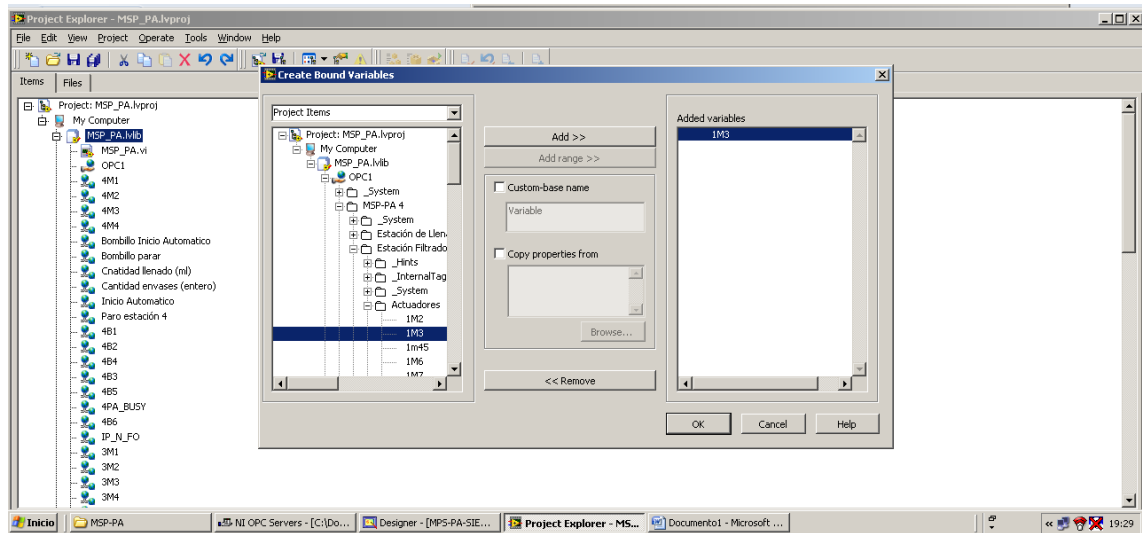 Project Explorer - MSP_PA.lvproj
File Edit View Project Operate Tools Window Help
Items Files
Project: MSP_PA.lvproj
My Computer
MSP_PA.lvlib
MSP_PA.vi
OPC1
4M1
4M2
4M3
4M4
Bombillo Inicio Automatico
Bombillo parar
Cnatidad llenado (ml)
Cantidad envases (entero)
Inicio Automatico
Paro estación 4
4B1
4B2
4B4
4B3
4B5
4PA_BUSY
4B6
IP_N_FO
3M1
3M2
3M3
3M4
Create Bound Variables
Project Items
Project: MSP_PA.lvproj
My Computer
MSP_PA.lvlib
OPC1
_System
MSP-PA 4
_System
Estación de Llen
Estación Filtrado
_Hints
_InternalTag
_System
Actuadores
1M2
1M3
1m45
1M6
1M7
Add >>
Add range >>
Custom-base name
Variable
Copy properties from
Browse...
<< Remove
Added variables
1M3
OK Cancel Help
Inicio MSP-PA NI OPC Servers - [C:\Do... Designer - [MPS-PA-SIE... Project Explorer - MS... Documento1 - Microsoft ... 19:29